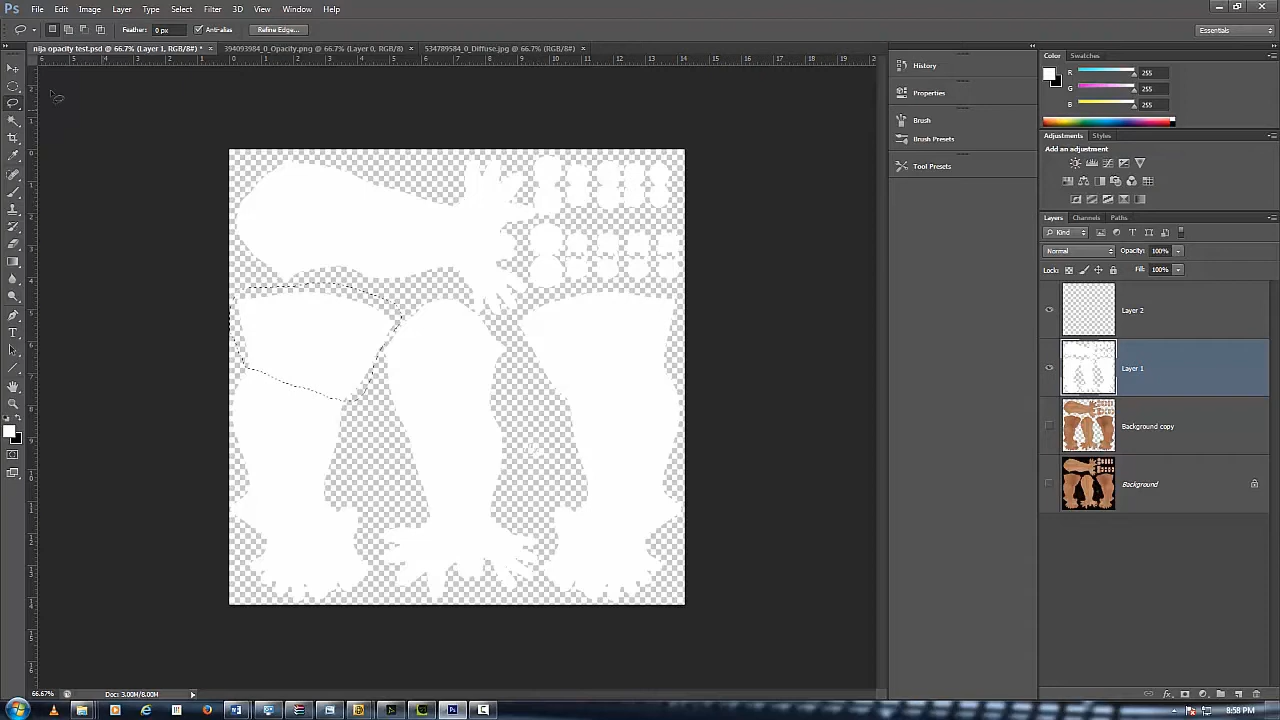 Ps File Edit Image Layer Type Select Filter 3D View Window Help
Feather: 0 px Anti-alias Refine Edge... Essentials
nija opacity test.psd @ 66.7% (Layer 1, RGB/8#) * × 394093984_0_Opacity.png @ 66.7% (Layer 0, RGB/8) × 534789584_0_Diffuse.jpg @ 66.7% (RGB/8#) ×
History
Properties
Brush
Brush Presets
Tool Presets
Color Swatches
R 255
G 255
B 255
Adjustments Styles
Add an adjustment
Layers Channels Paths
Kind
Normal Opacity: 100%
Lock: Fill: 100%
Layer 2
Layer 1
Background copy
Background
66.67% Doc: 3.00M/8.00M
8:58 PM